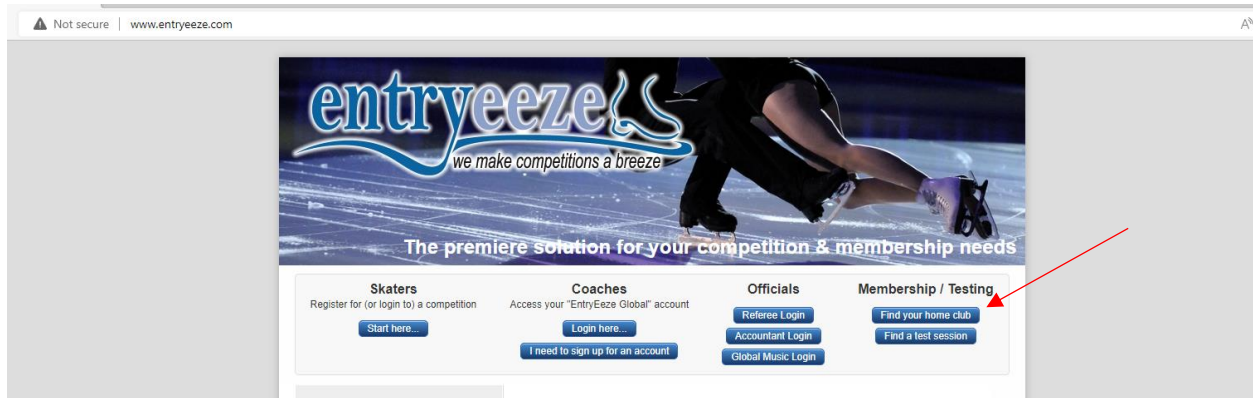 Not secure www.entryeeze.com A
entryeeze
we make competitions a breeze
The premiere solution for your competition & membership needs
Skaters
Register for (or login to) a competition
Start here...
Coaches
Access your "EntryEeze Global" account
Login here...
I need to sign up for an account
Officials
Referee Login
Accountant Login
Global Music Login
Membership / Testing
Find your home club
Find a test session